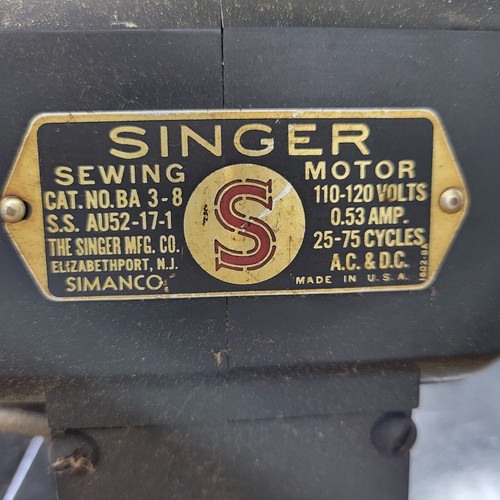 SINGER
SEWING MOTOR
CAT. NO. BA 3-8
S.S. AU52-17-1
THE SINGER MFG. CO.
ELIZABETHPORT, N.J.
SIMANCO.
S
110-120 VOLTS
0.53 AMP.
25-75 CYCLES
A.C. & D.C.
MADE IN U.S.A.